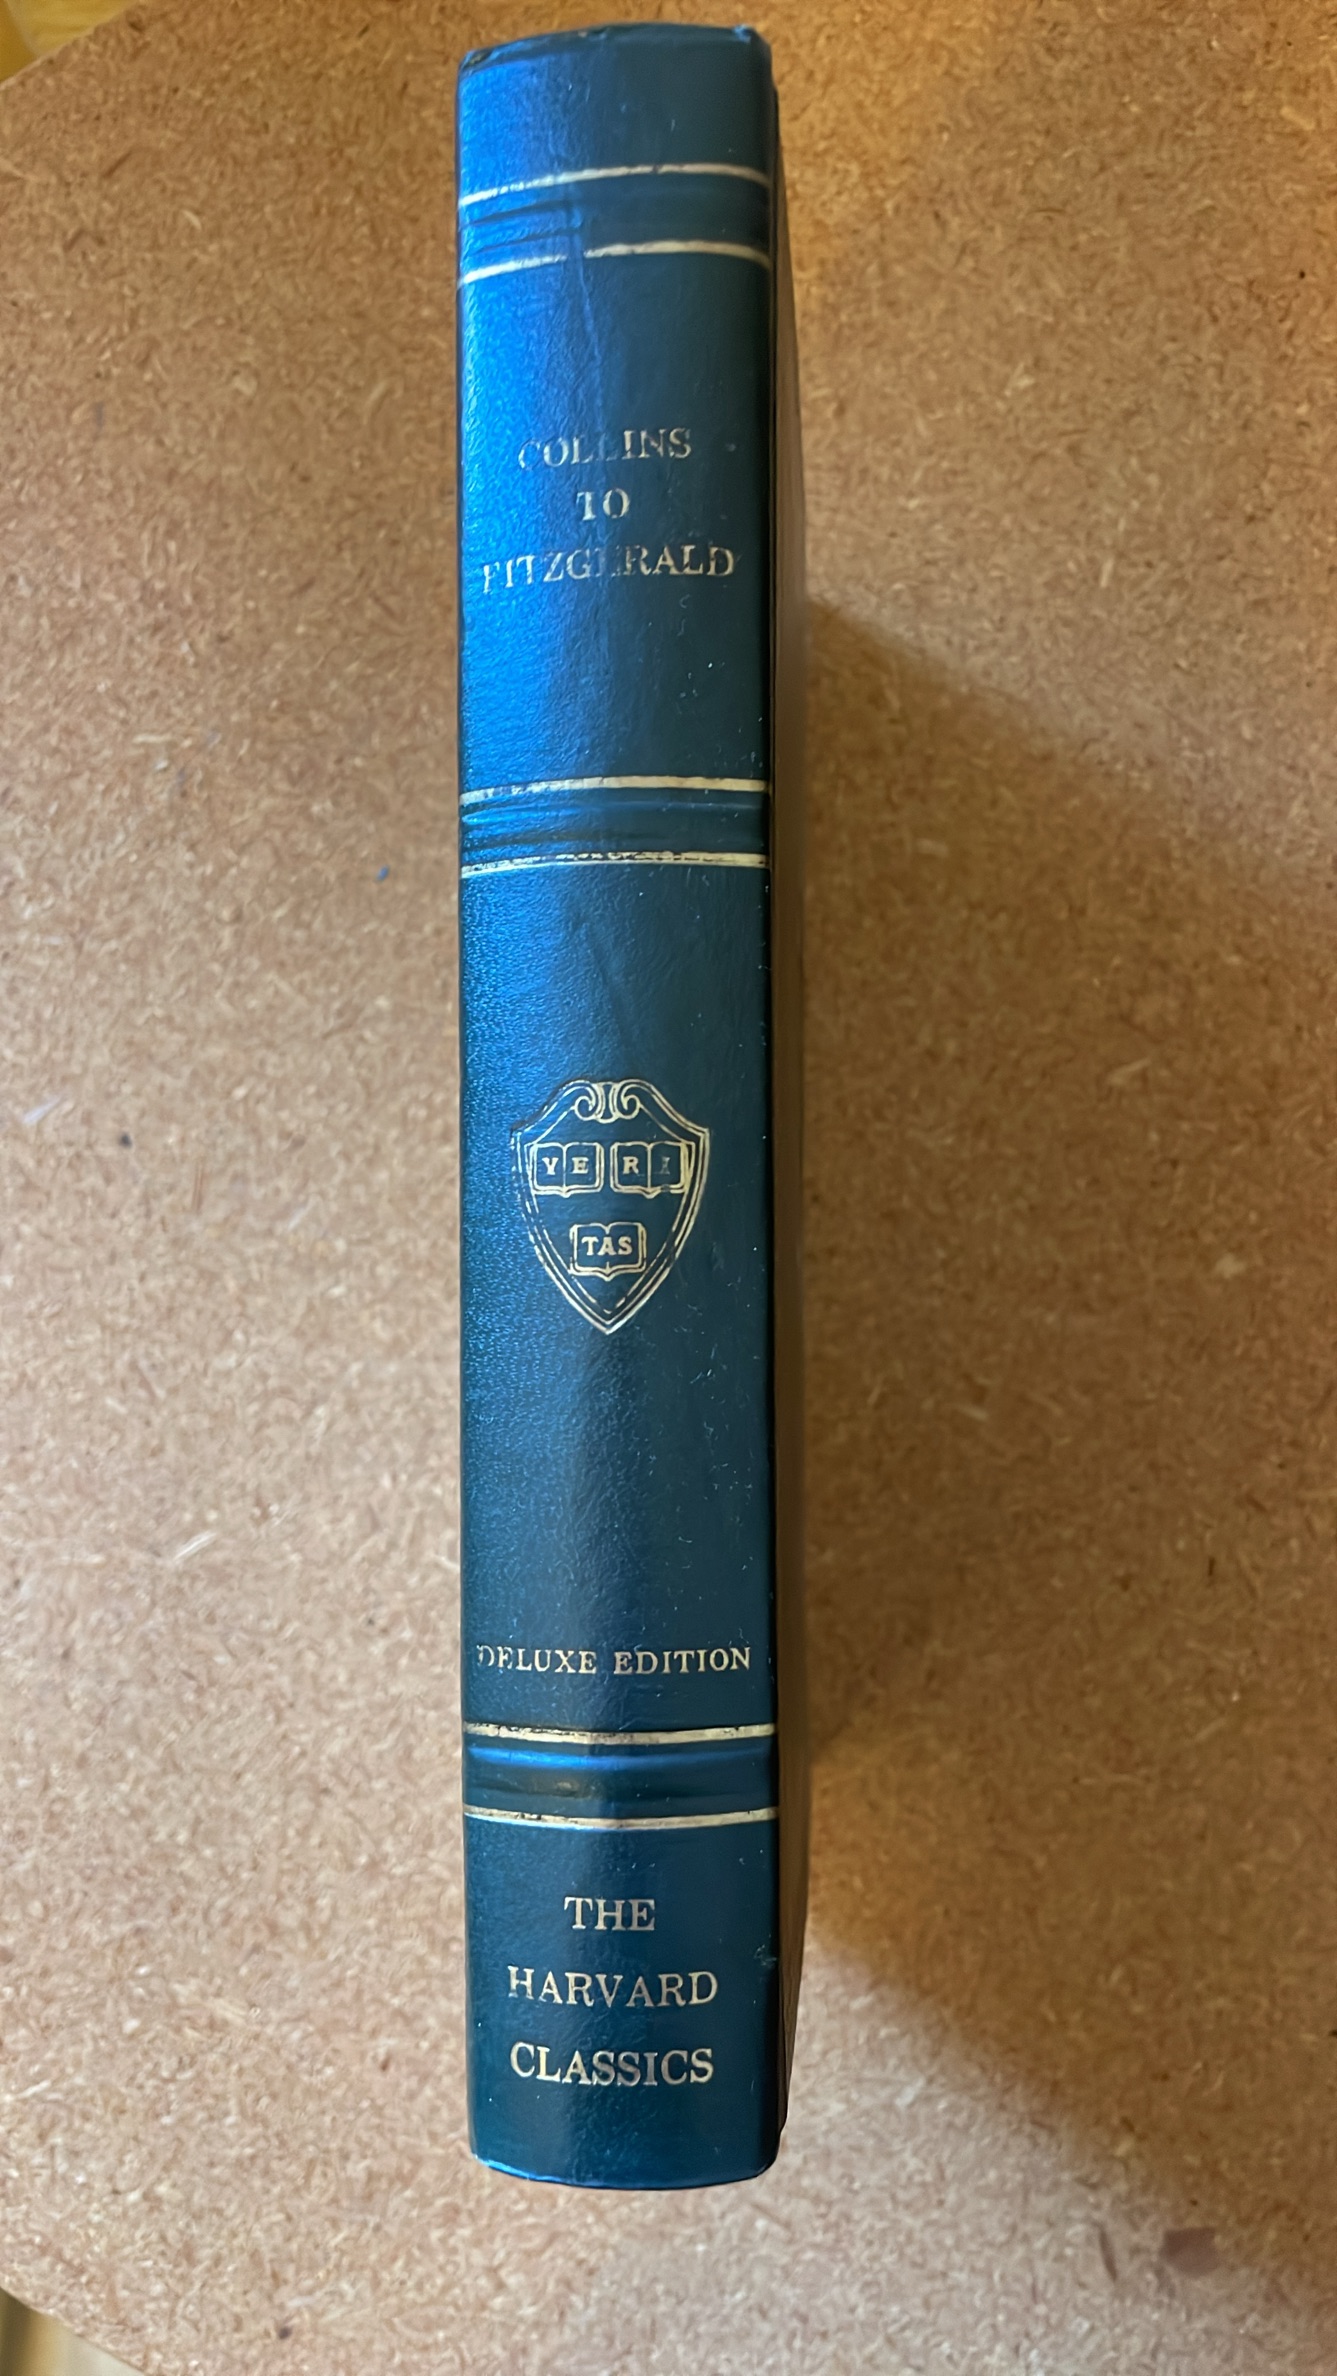 COLLINS
TO
FITZGERALD
VE RI
TAS
DELUXE EDITION
THE
HARVARD
CLASSICS